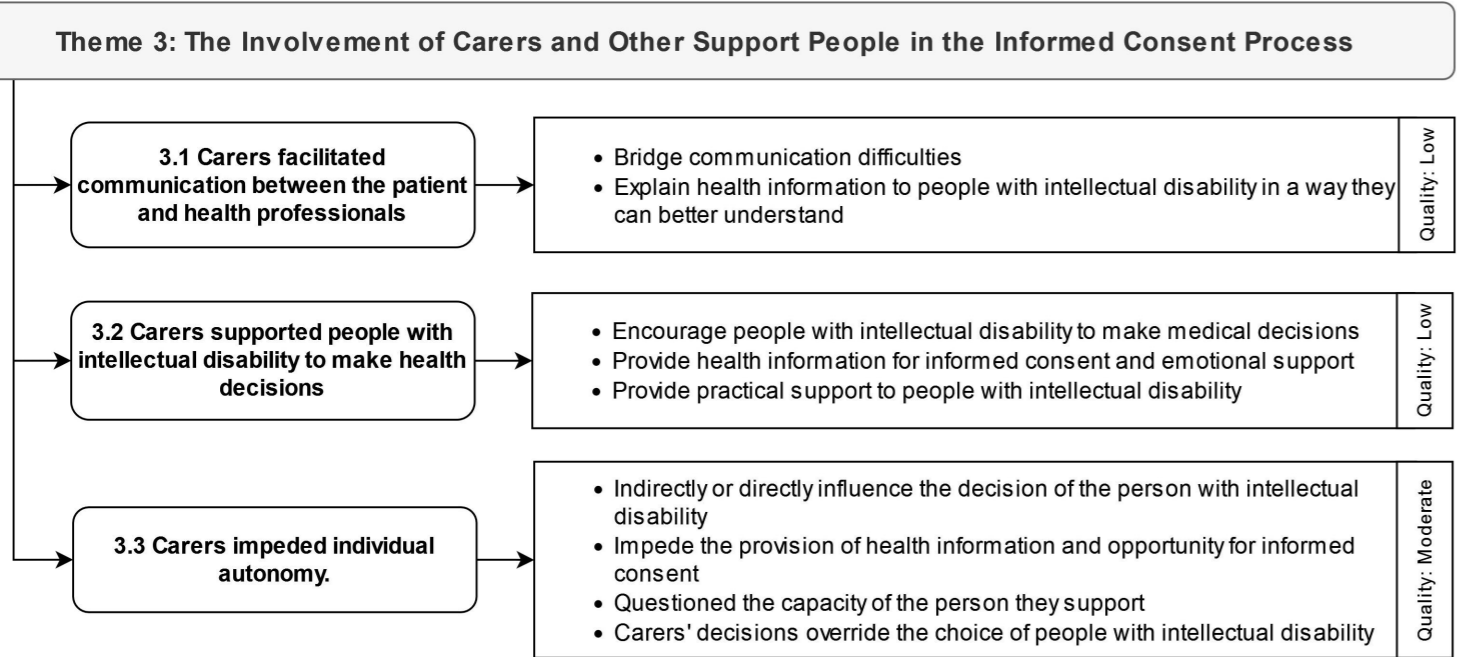 Theme 3: The Involvement of Carers and Other Support People in the Informed Consent Process
3.1 Carers facilitated
communication between the patient
and health professionals
• Bridge communication difficulties
• Explain health information to people with intellectual disability in a way they
can better understand
Quality: Low
3.2 Carers supported people with
intellectual disability to make health
decisions
• Encourage people with intellectual disability to make medical decisions
• Provide health information for informed consent and emotional support
• Provide practical support to people with intellectual disability
Quality: Low
3.3 Carers impeded individual
autonomy.
• Indirectly or directly influence the decision of the person with intellectual
disability
• Impede the provision of health information and opportunity for informed
consent
• Questioned the capacity of the person they support
• Carers' decisions override the choice of people with intellectual disability
Quality: Moderate